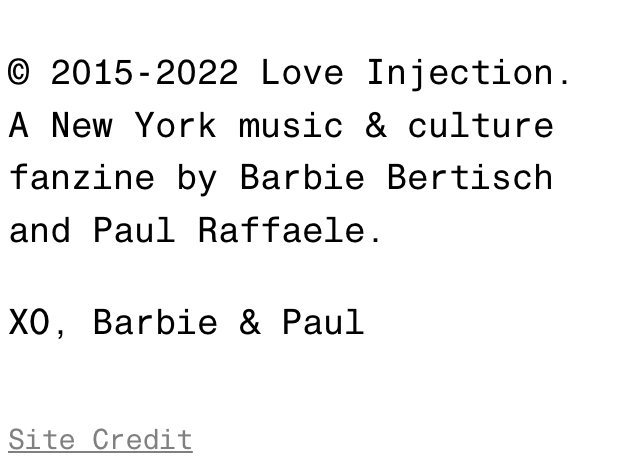 © 2015-2022 Love Injection.
A New York music & culture
fanzine by Barbie Bertisch
and Paul Raffaele.
XO, Barbie & Paul
Site Credit